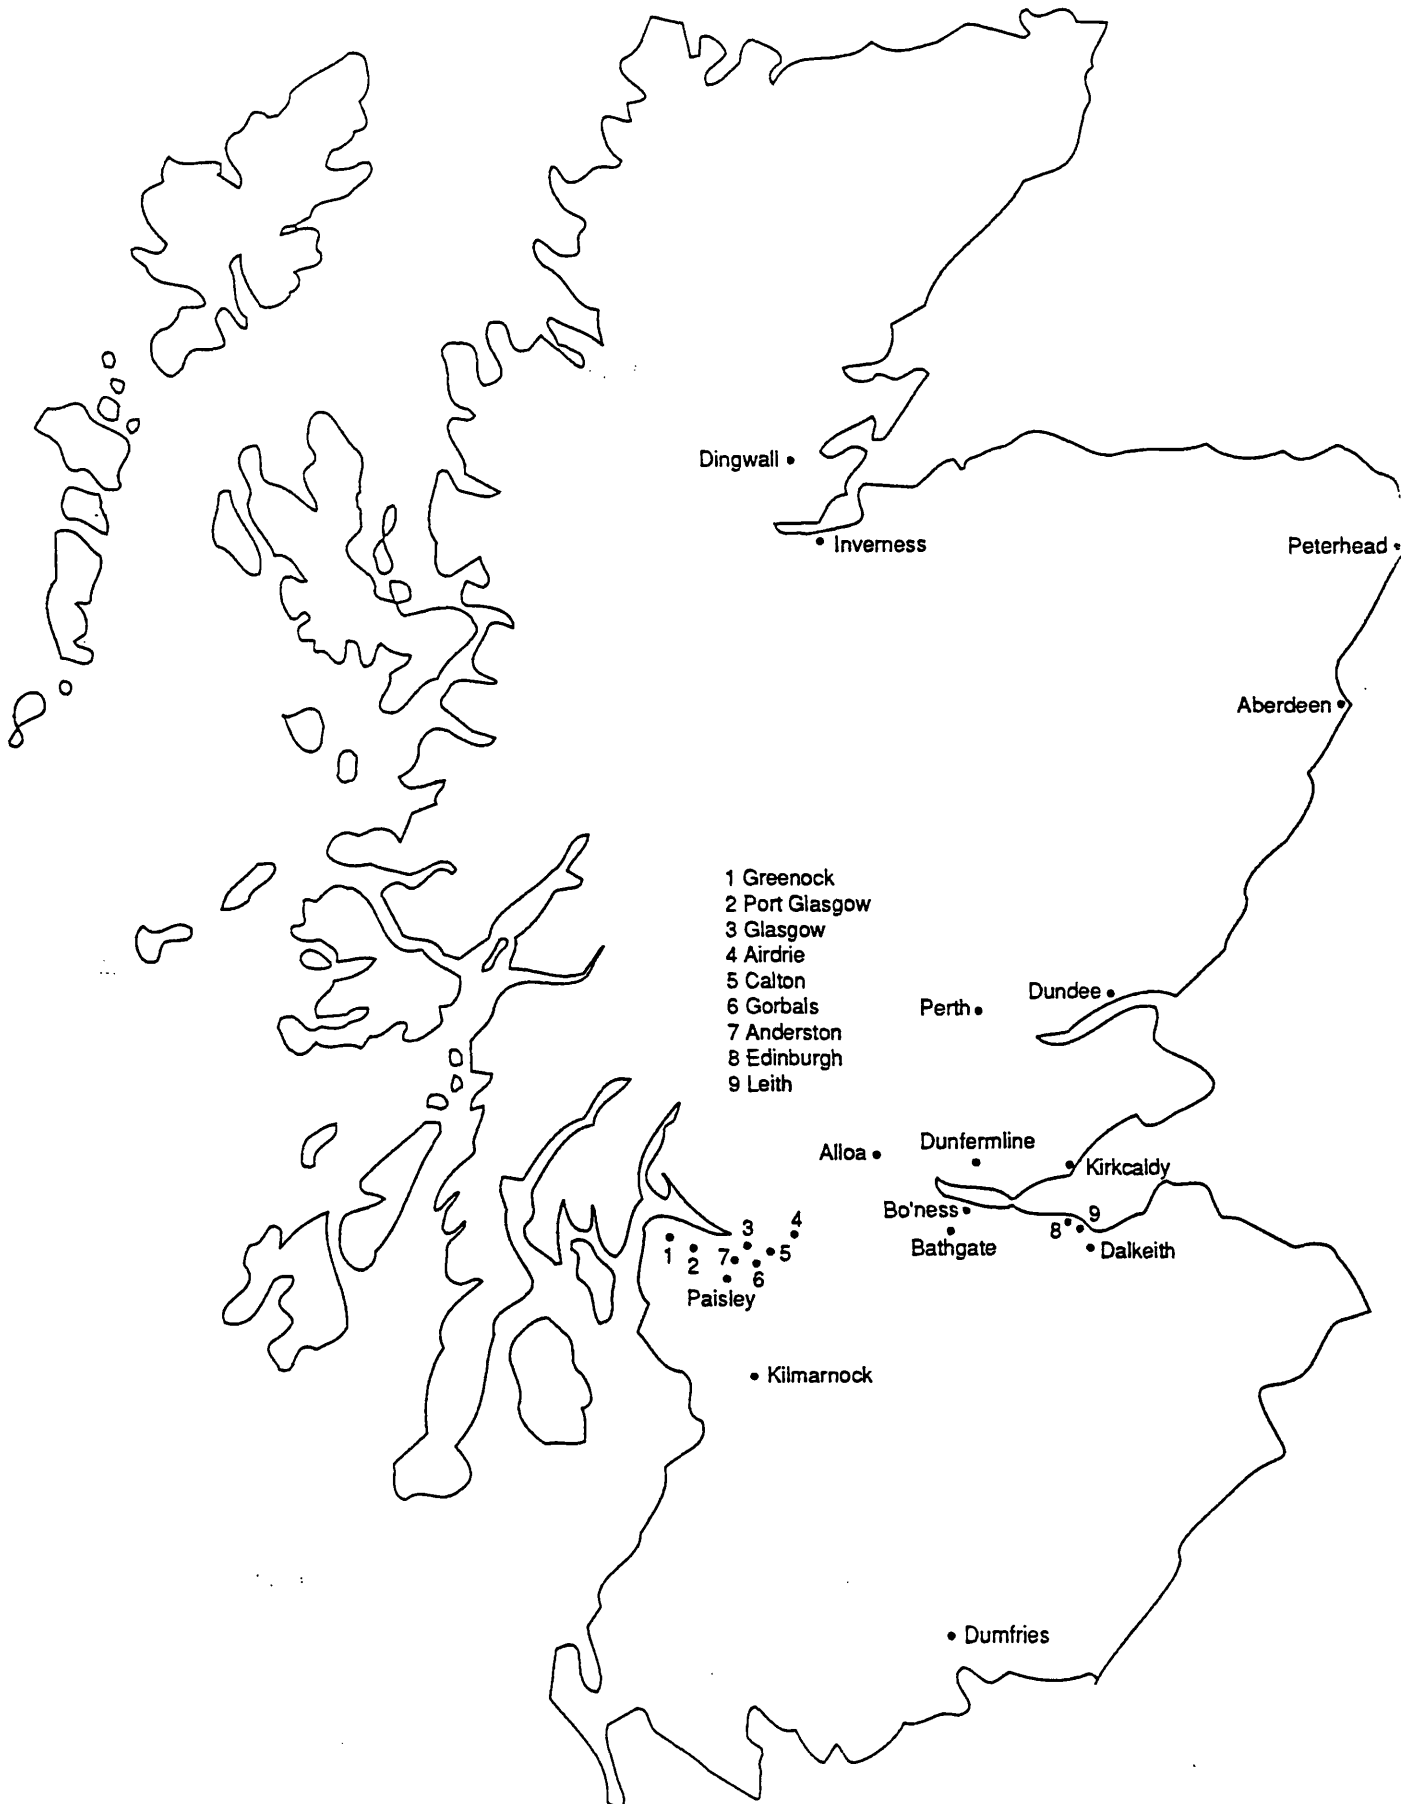 Dingwall
Inverness
Peterhead
Aberdeen
1 Greenock
2 Port Glasgow
3 Glasgow
4 Airdrie
5 Calton
6 Gorbals
7 Anderston
8 Edinburgh
9 Leith
Perth
Dundee
Alloa
Dunfermline
Kirkcaldy
Bo'ness
Bathgate
8
9
Dalkeith
1
2
3
4
7
5
6
Paisley
Kilmarnock
Dumfries